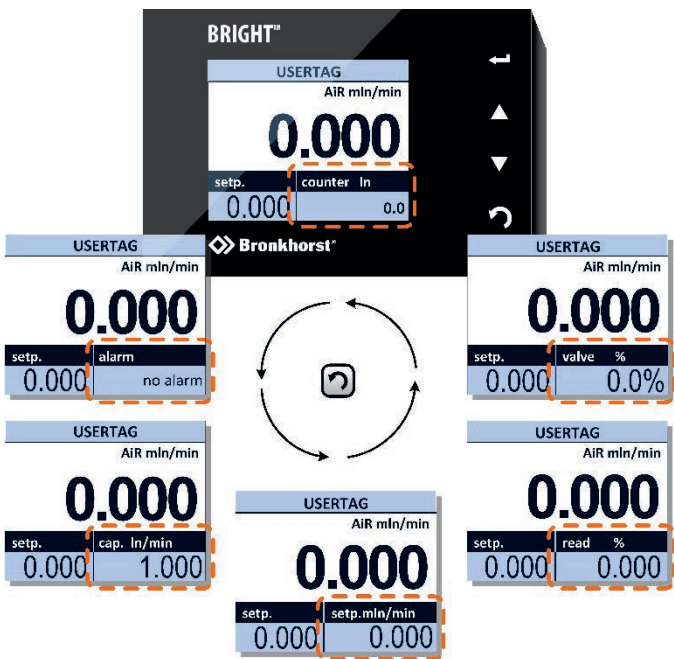 BRIGHT™
USERTAG
AiR mln/min
0.000
setp. counter ln
0.000 0.0
Bronkhorst®
USERTAG
AiR mln/min
0.000
setp. alarm
0.000 no alarm
USERTAG
AiR mln/min
0.000
setp. valve %
0.000 0.0%
USERTAG
AiR mln/min
0.000
setp. cap. ln/min
0.000 1.000
USERTAG
AiR mln/min
0.000
setp. read %
0.000 0.000
USERTAG
AiR mln/min
0.000
setp. setp.mln/min
0.000 0.000